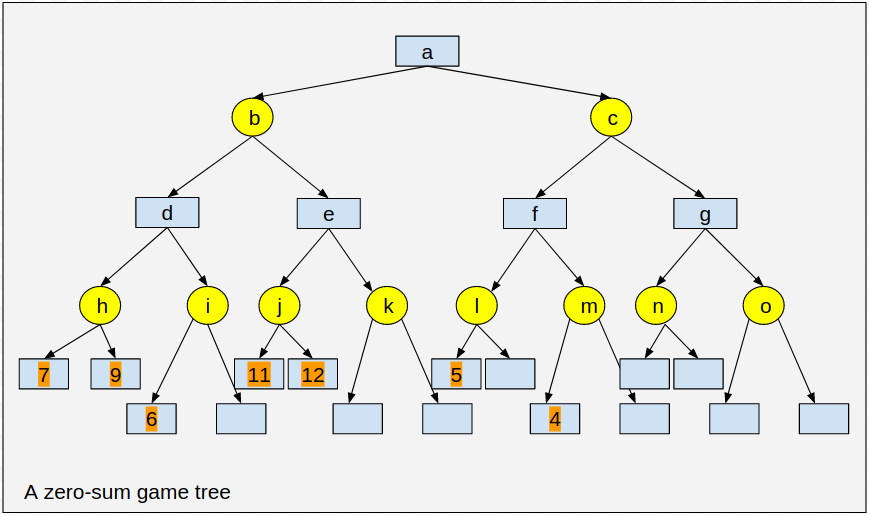 a
b c
d e f g
h i j k l m n o
7 9 11 12 5
6 4
A zero-sum game tree